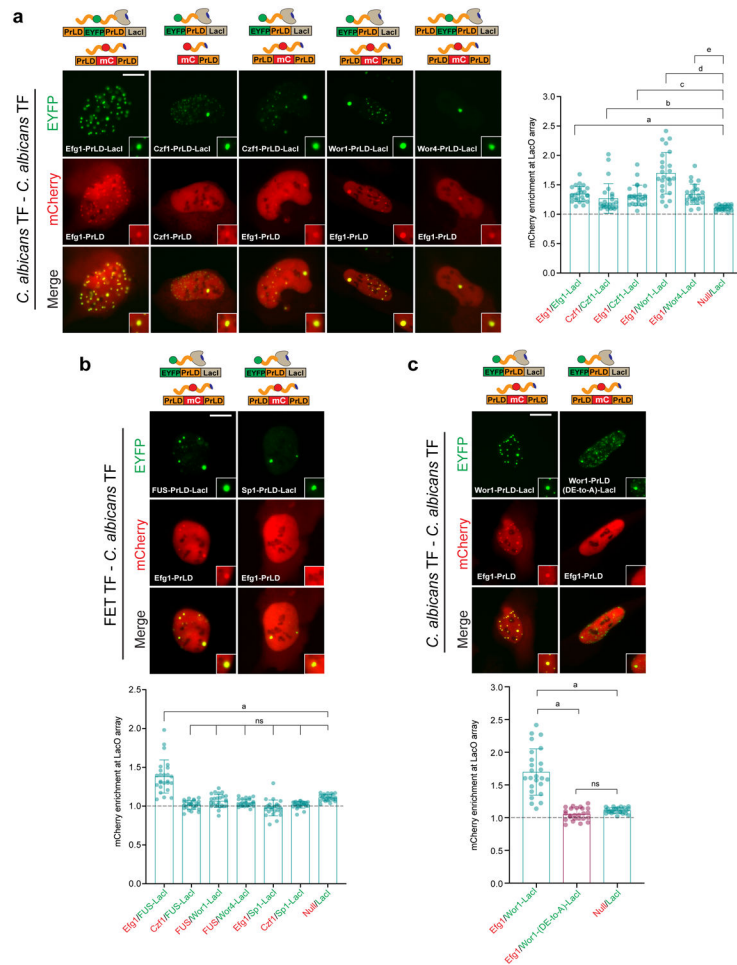 a
PrLD EYFP PrLD LacI
EYFP PrLD LacI
EYFP PrLD LacI
EYFP PrLD LacI
EYFP PrLD LacI
PrLD mC PrLD
mC PrLD
PrLD mC PrLD
PrLD mC PrLD
PrLD mC PrLD
C. albicans TF - C. albicans TF
EYFP
Efg1-PrLD-LacI
Czf1-PrLD-LacI
Czf1-PrLD-LacI
Wor1-PrLD-LacI
Wor4-PrLD-LacI
mCherry
Efg1-PrLD
Czf1-PrLD
Efg1-PrLD
Efg1-PrLD
Efg1-PrLD
Merge
mCherry enrichment at LacO array
3.0
2.5
2.0
1.5
1.0
0.5
0.0
e
d
c
b
a
Efg1/Efg1-LacI
Czf1/Czf1-LacI
Efg1/Czf1-LacI
Efg1/Wor1-LacI
Efg1/Wor4-LacI
Null/LacI
b
EYFP PrLD LacI
EYFP PrLD LacI
PrLD mC PrLD
PrLD mC PrLD
FET TF - C. albicans TF
EYFP
FUS-PrLD-LacI
Sp1-PrLD-LacI
mCherry
Efg1-PrLD
Efg1-PrLD
Merge
mCherry enrichment at LacO array
2.5
2.0
1.5
1.0
0.5
0.0
a
ns
Efg1/FUS-LacI
Czf1/FUS-LacI
FUS/Wor1-LacI
FUS/Wor4-LacI
Efg1/Sp1-LacI
Czf1/Sp1-LacI
Null/LacI
c
EYFP PrLD LacI
EYFP PrLD LacI
PrLD mC PrLD
PrLD mC PrLD
C. albicans TF - C. albicans TF
EYFP
Wor1-PrLD-LacI
Wor1-PrLD
(DE-to-A)-LacI
mCherry
Efg1-PrLD
Efg1-PrLD
Merge
mCherry enrichment at LacO array
3.0
2.5
2.0
1.5
1.0
0.5
0.0
a
a
ns
Efg1/Wor1-LacI
Efg1/Wor1-(DE-to-A)-LacI
Null/LacI